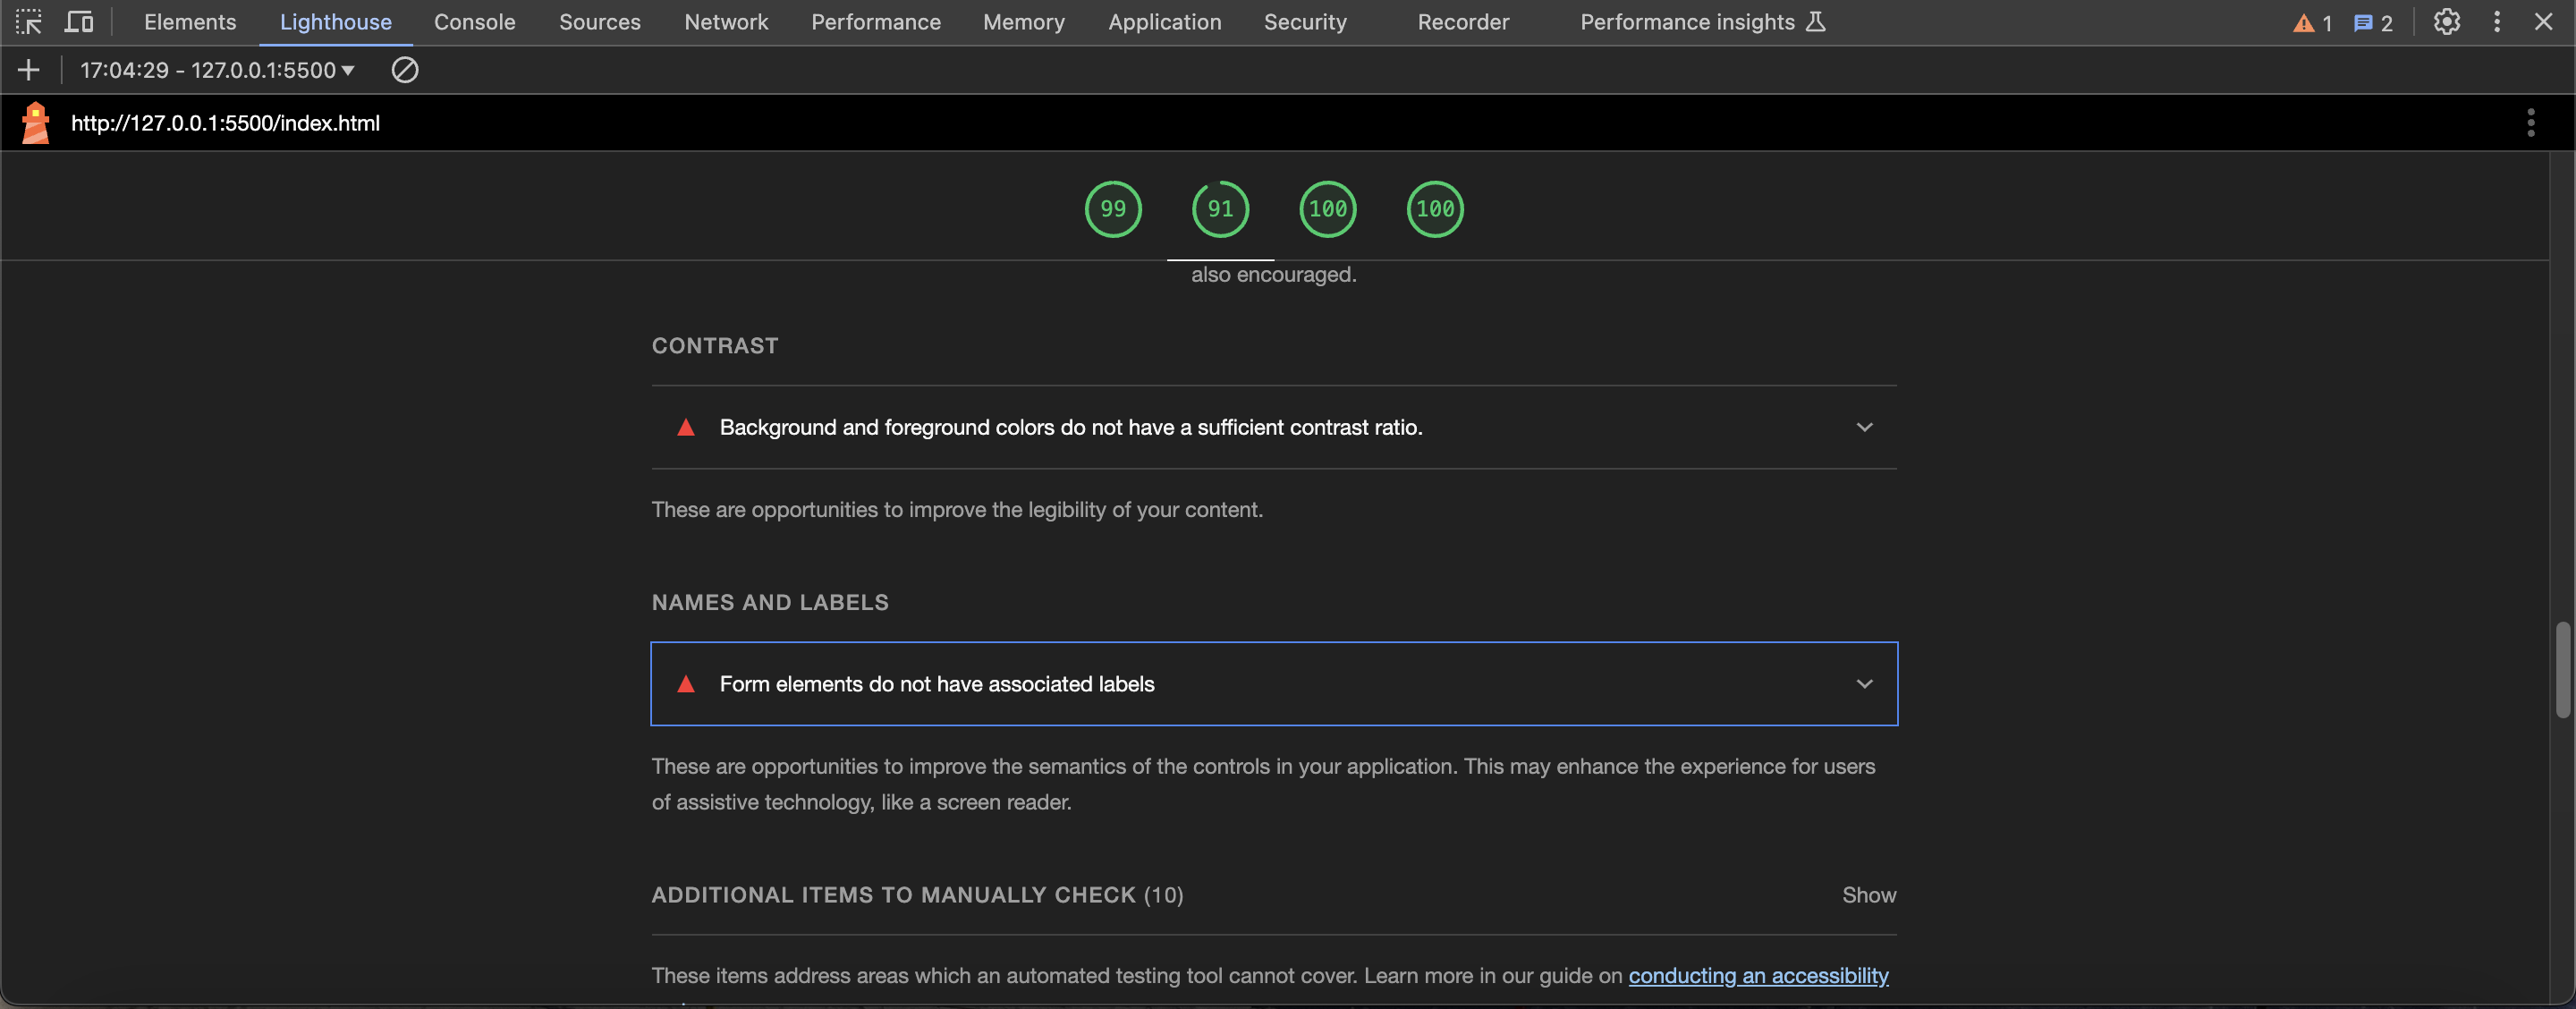 Elements Lighthouse Console Sources Network Performance Memory Application Security Recorder Performance insights 1 2
17:04:29 - 127.0.0.1:5500
http://127.0.0.1:5500/index.html
99 91 100 100
also encouraged.
CONTRAST
Background and foreground colors do not have a sufficient contrast ratio.
These are opportunities to improve the legibility of your content.
NAMES AND LABELS
Form elements do not have associated labels
These are opportunities to improve the semantics of the controls in your application. This may enhance the experience for users
of assistive technology, like a screen reader.
ADDITIONAL ITEMS TO MANUALLY CHECK (10) Show
These items address areas which an automated testing tool cannot cover. Learn more in our guide on conducting an accessibility